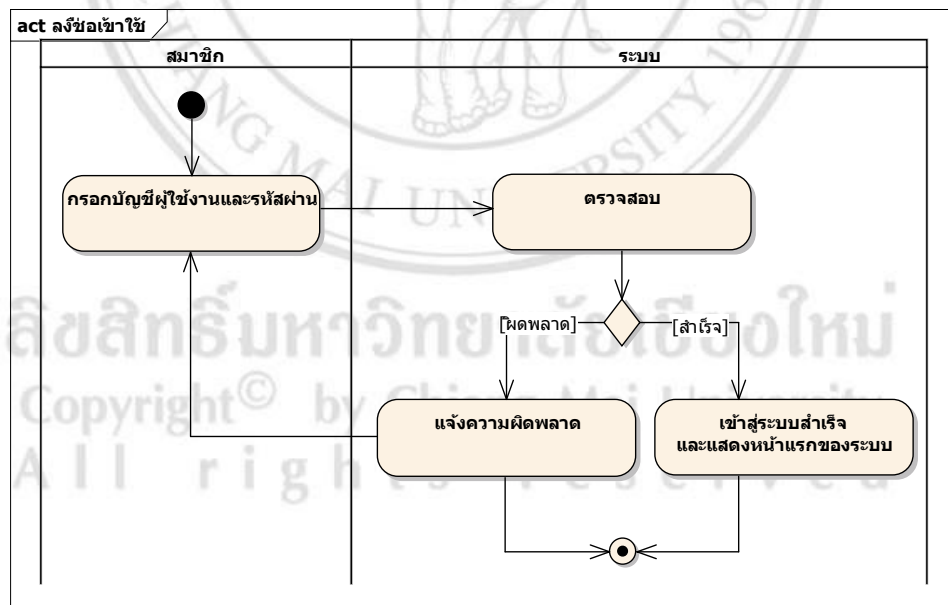 act ลงชื่อเข้าใช้
สมาชิก
ระบบ
กรอกบัญชีผู้ใช้งานและรหัสผ่าน
ตรวจสอบ
[ผิดพลาด]
[สำเร็จ]
แจ้งความผิดพลาด
เข้าสู่ระบบสำเร็จ
และแสดงหน้าแรกของระบบ
ลิขสิทธิ์มหาวิทยาลัยเชียงใหม่
Copyright© by Chiang Mai University
All rights reserved
CHIANG MAI UNIVERSITY 196